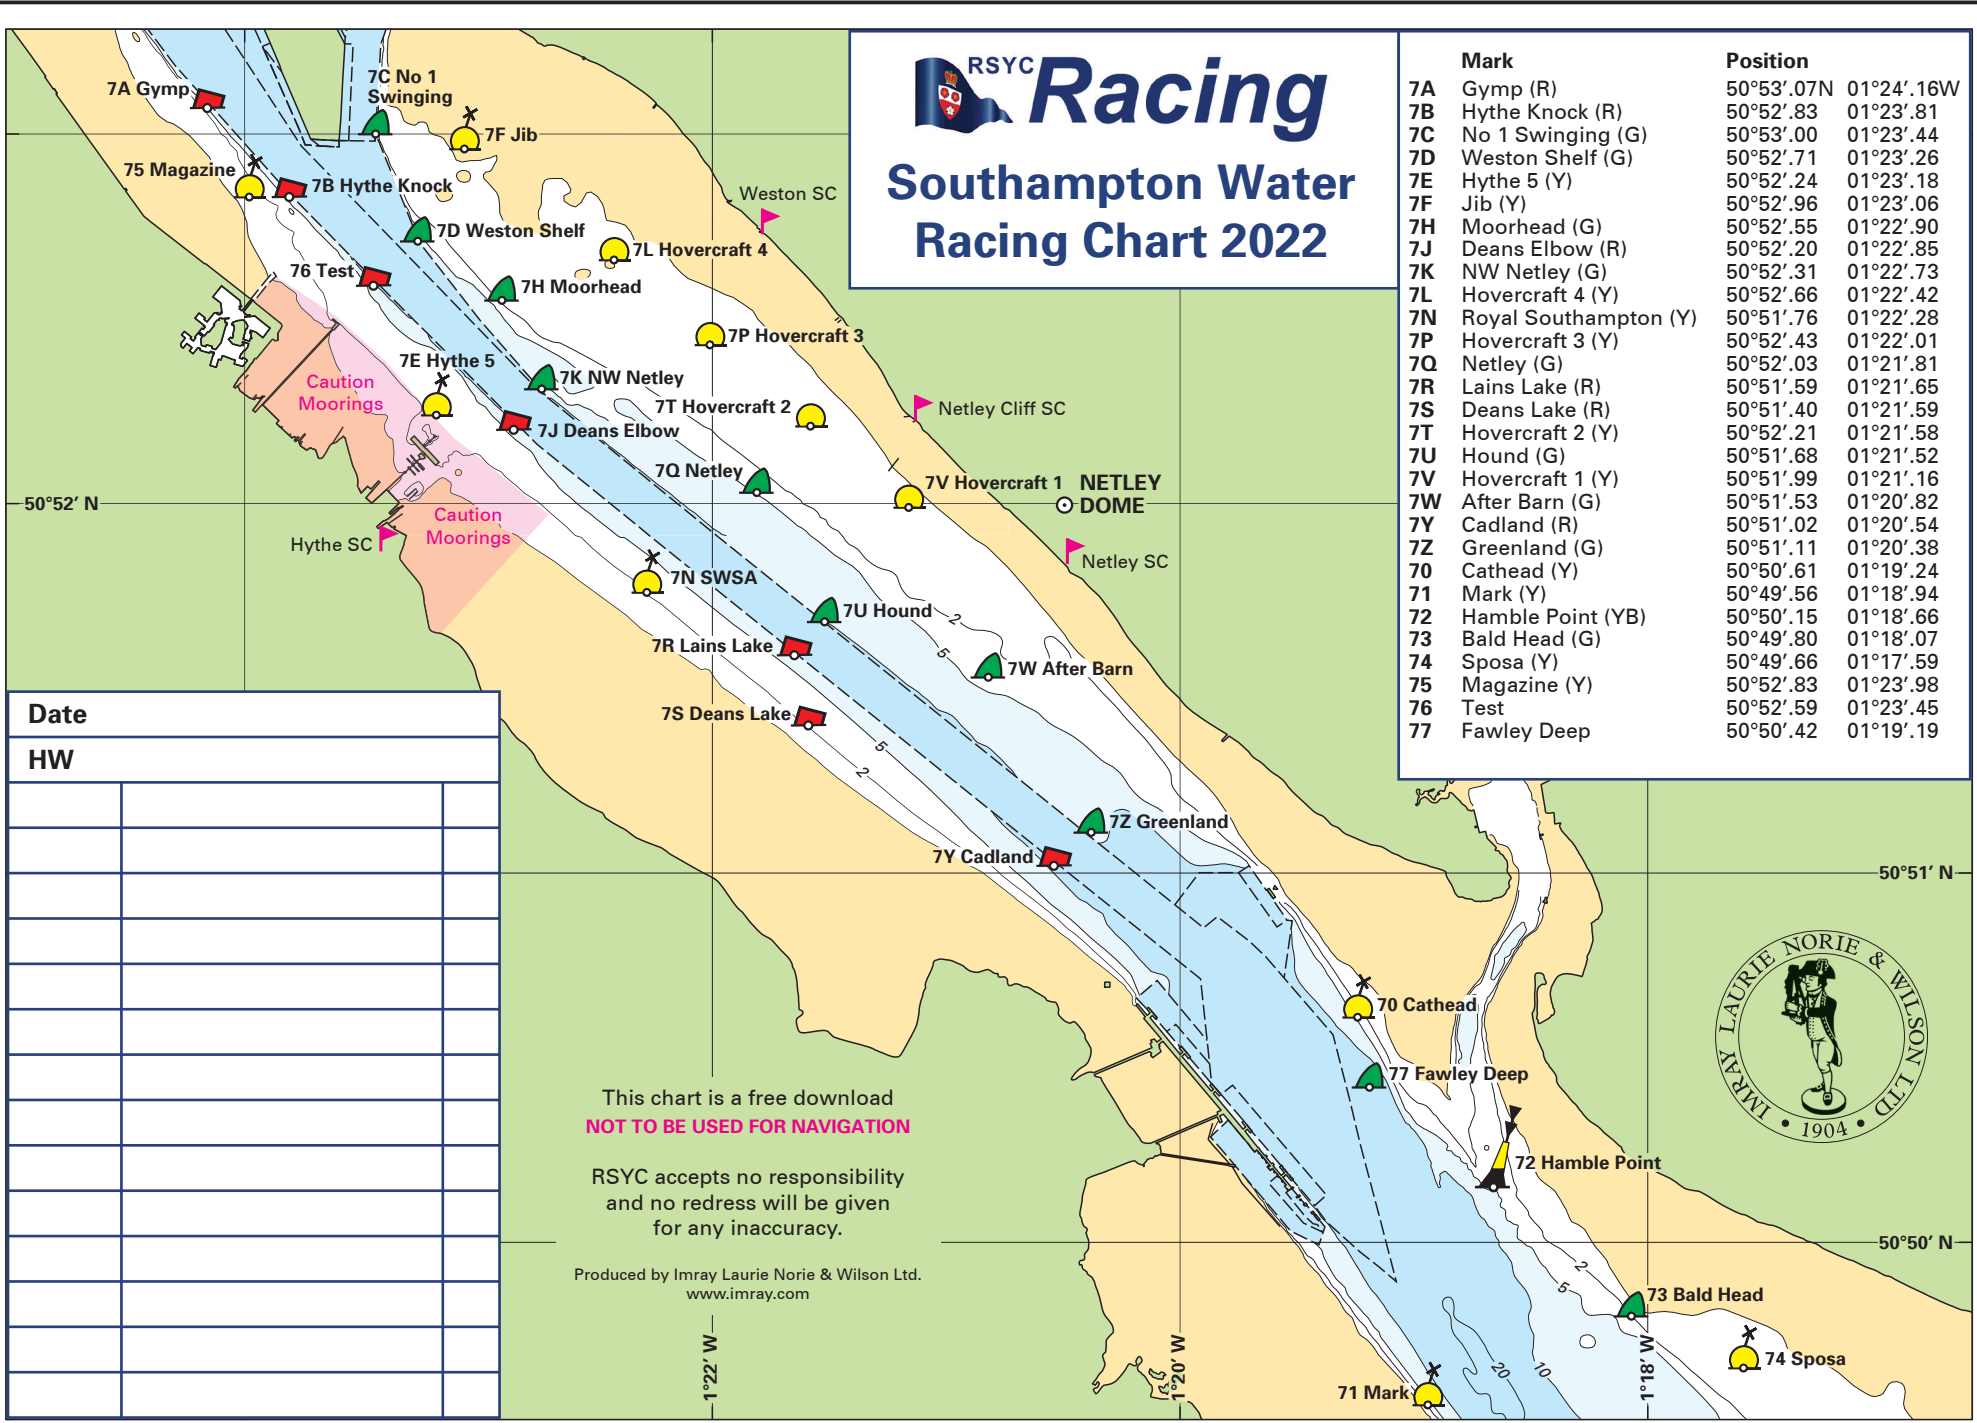 RSYC Racing
Southampton Water
Racing Chart 2022
Mark Position
7A Gymp (R) 50°53’.07N 01°24’.16W
7B Hythe Knock (R) 50°52’.83 01°23’.81
7C No 1 Swinging (G) 50°53’.00 01°23’.44
7D Weston Shelf (G) 50°52’.71 01°23’.26
7E Hythe 5 (Y) 50°52’.24 01°23’.18
7F Jib (Y) 50°52’.96 01°23’.06
7H Moorhead (G) 50°52’.55 01°22’.90
7J Deans Elbow (R) 50°52’.20 01°22’.85
7K NW Netley (G) 50°52’.31 01°22’.73
7L Hovercraft 4 (Y) 50°52’.66 01°22’.42
7N Royal Southampton (Y) 50°51’.76 01°22’.28
7P Hovercraft 3 (Y) 50°52’.43 01°22’.01
7Q Netley (G) 50°52’.03 01°21’.81
7R Lains Lake (R) 50°51’.59 01°21’.65
7S Deans Lake (R) 50°51’.40 01°21’.59
7T Hovercraft 2 (Y) 50°52’.21 01°21’.58
7U Hound (G) 50°51’.68 01°21’.52
7V Hovercraft 1 (Y) 50°51’.99 01°21’.16
7W After Barn (G) 50°51’.53 01°20’.82
7Y Cadland (R) 50°51’.02 01°20’.54
7Z Greenland (G) 50°51’.11 01°20’.38
70 Cathead (Y) 50°50’.61 01°19’.24
71 Mark (Y) 50°49’.56 01°18’.94
72 Hamble Point (YB) 50°50’.15 01°18’.66
73 Bald Head (G) 50°49’.80 01°18’.07
74 Sposa (Y) 50°49’.66 01°17’.59
75 Magazine (Y) 50°52’.83 01°23’.98
76 Test 50°52’.59 01°23’.45
77 Fawley Deep 50°50’.42 01°19’.19
7A Gymp
7C No 1
Swinging
7F Jib
75 Magazine
7B Hythe Knock
Weston SC
7D Weston Shelf
7L Hovercraft 4
76 Test
7H Moorhead
7P Hovercraft 3
7E Hythe 5
7K NW Netley
Caution
Moorings
7T Hovercraft 2
Netley Cliff SC
7J Deans Elbow
7Q Netley
7V Hovercraft 1
NETLEY
DOME
50°52’ N
Caution
Moorings
Hythe SC
Netley SC
7N SWSA
7U Hound
2
5
7R Lains Lake
7W After Barn
7S Deans Lake
5
2
Date
HW
7Z Greenland
7Y Cadland
50°51’ N
70 Cathead
77 Fawley Deep
IMRAY LAURIE NORIE & WILSON LTD
• 1904 •
This chart is a free download
NOT TO BE USED FOR NAVIGATION
RSYC accepts no responsibility
and no redress will be given
for any inaccuracy.
Produced by Imray Laurie Norie & Wilson Ltd.
www.imray.com
72 Hamble Point
50°50’ N
2
5
73 Bald Head
74 Sposa
71 Mark
20
10
1°22’ W
1°20’ W
1°18’ W